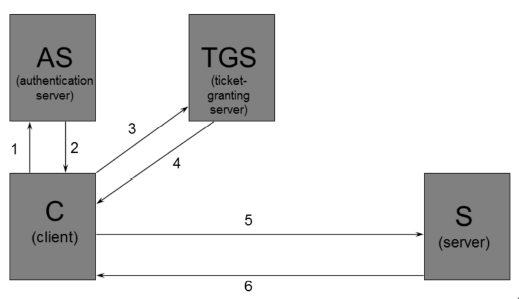 AS
(authentication
server)
TGS
(ticket-
granting
server)
1
2
3
4
C
(client)
5
S
(server)
6